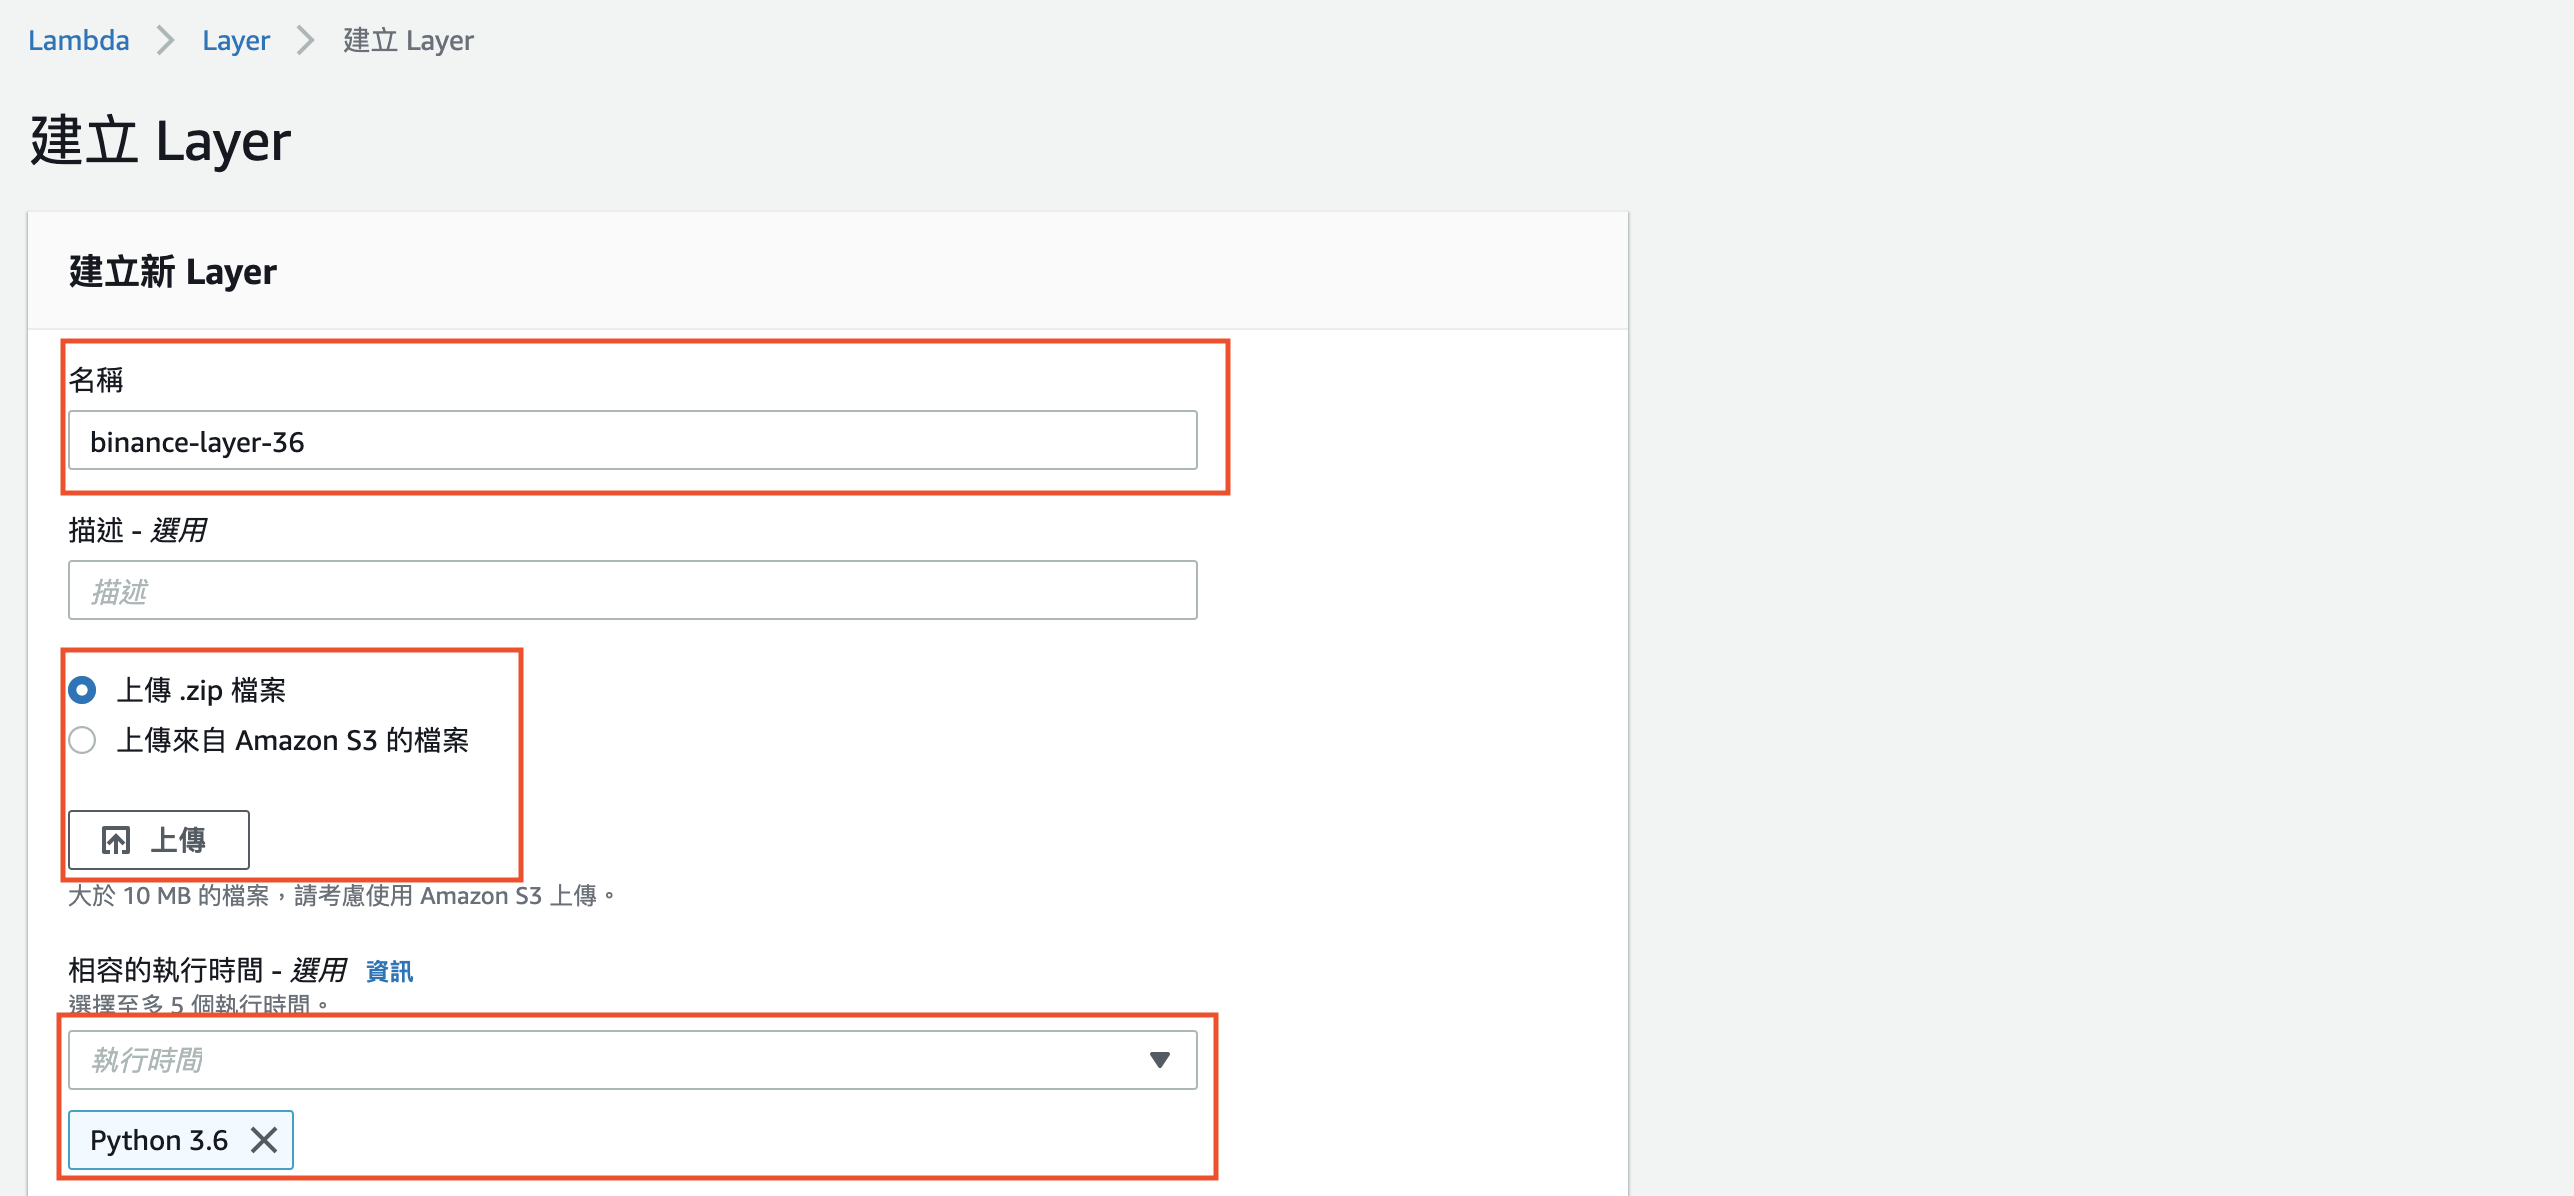 Lambda > Layer > 建立 Layer
建立 Layer
建立新 Layer
名稱
binance-layer-36
描述 - 選用
描述
上傳 .zip 檔案
上傳來自 Amazon S3 的檔案
上傳
大於 10 MB 的檔案，請考慮使用 Amazon S3 上傳。
相容的執行時間 - 選用 資訊
選擇至多 5 個執行時間。
執行時間
Python 3.6